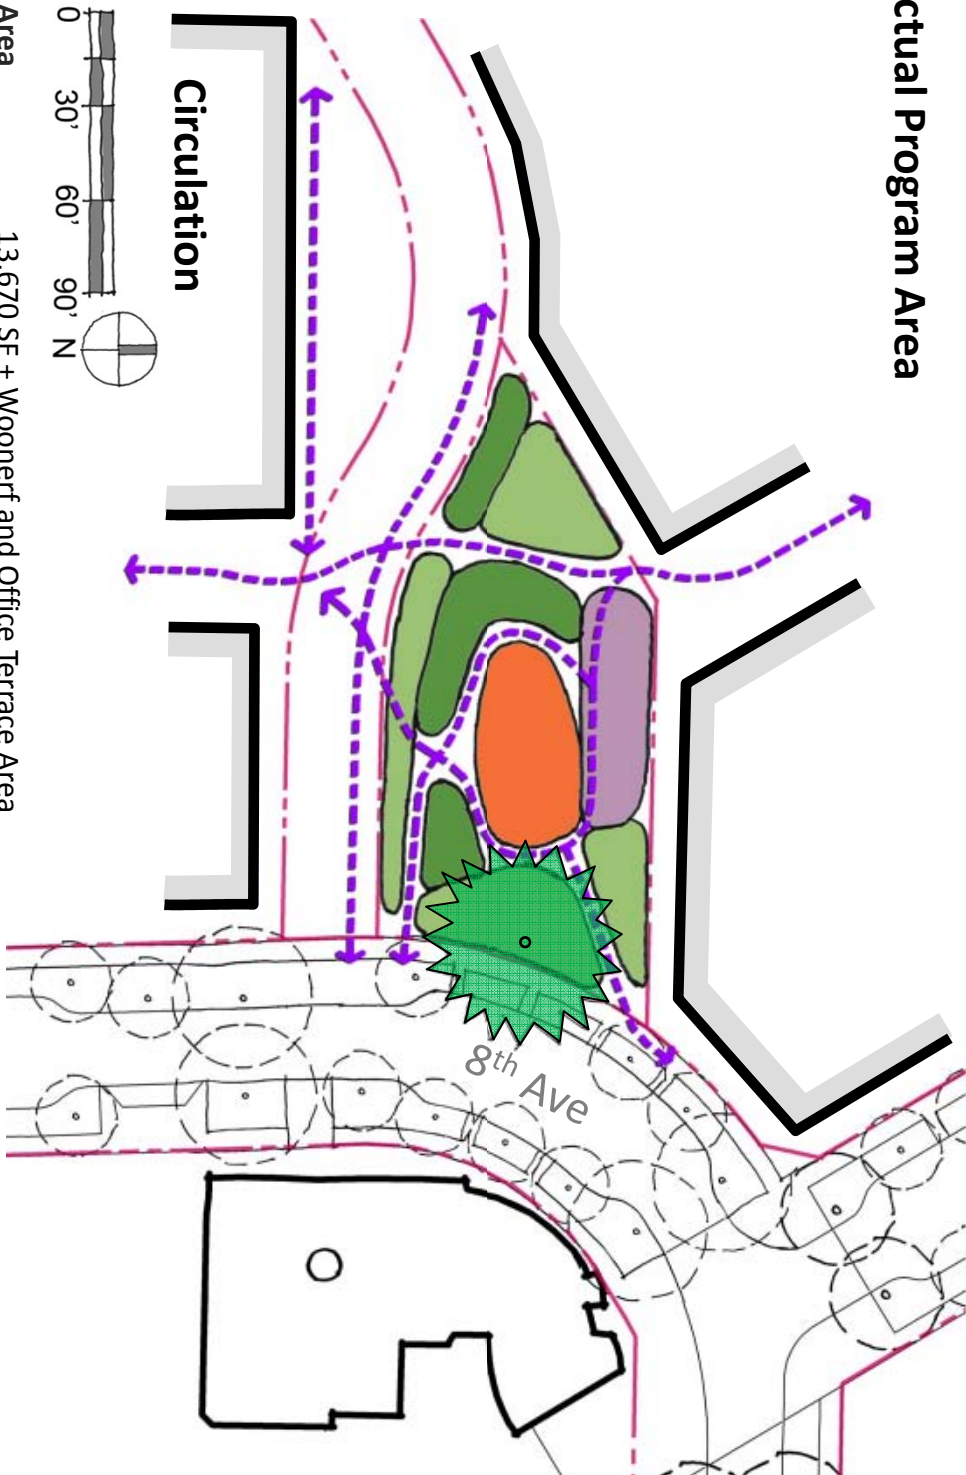 ctual Program Area
Circulation
0 30' 60' 90'
N
Area
13,670 SF + Woonerf and Office Terrace Area
8th Ave